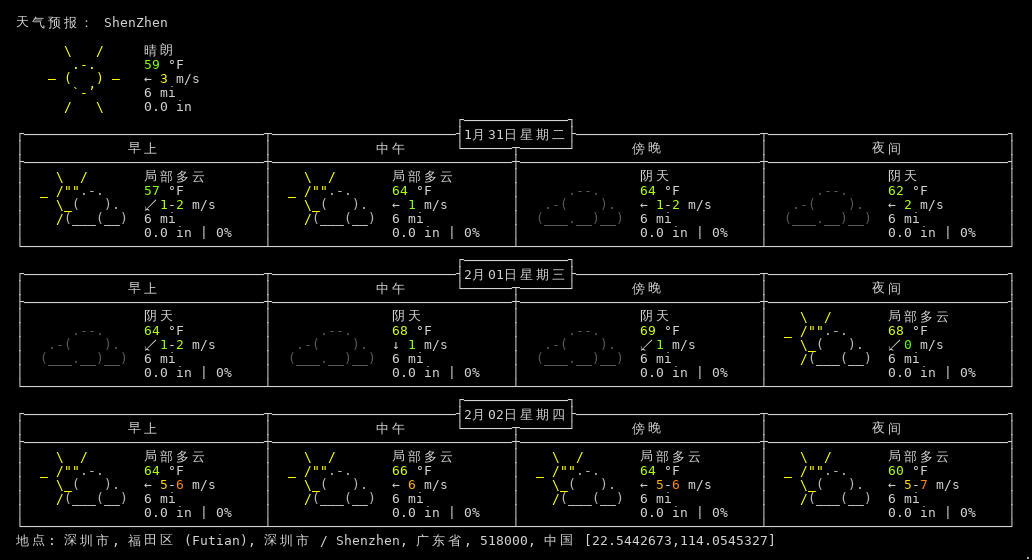 天气预报： ShenZhen
晴朗
59 °F
← 3 m/s
6 mi
0.0 in
1月31日星期二
早上 中午 傍晚 夜间
局部多云 局部多云 阴天 阴天
57 °F 64 °F 64 °F 62 °F
↙ 1-2 m/s ← 1 m/s ← 1-2 m/s ← 2 m/s
6 mi 6 mi 6 mi 6 mi
0.0 in | 0% 0.0 in | 0% 0.0 in | 0% 0.0 in | 0%
2月01日星期三
早上 中午 傍晚 夜间
阴天 阴天 阴天 局部多云
64 °F 68 °F 69 °F 68 °F
↙ 1-2 m/s ↓ 1 m/s ↙ 1 m/s ↙ 0 m/s
6 mi 6 mi 6 mi 6 mi
0.0 in | 0% 0.0 in | 0% 0.0 in | 0% 0.0 in | 0%
2月02日星期四
早上 中午 傍晚 夜间
局部多云 局部多云 局部多云 局部多云
64 °F 66 °F 64 °F 60 °F
← 5-6 m/s ← 6 m/s ← 5-6 m/s ← 5-7 m/s
6 mi 6 mi 6 mi 6 mi
0.0 in | 0% 0.0 in | 0% 0.0 in | 0% 0.0 in | 0%
地点: 深圳市, 福田区 (Futian), 深圳市 / Shenzhen, 广东省, 518000, 中国 [22.5442673,114.0545327]